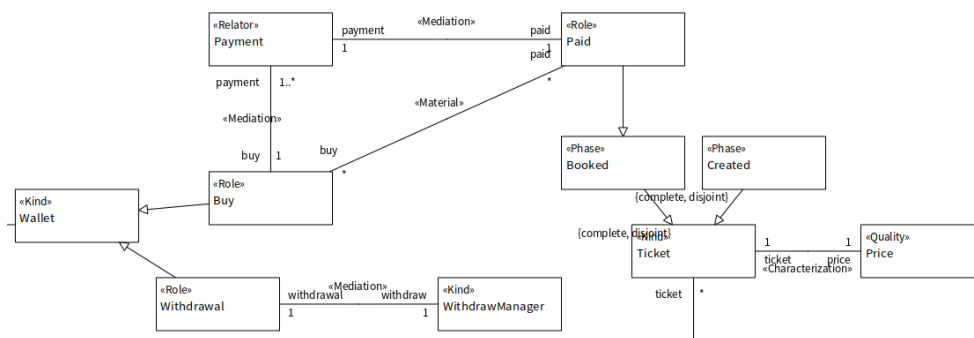 «Relator»
Payment
payment
1
«Mediation»
paid
1
paid
*
«Role»
Paid
payment
1..*
«Mediation»
buy
1
«Material»
buy
*
«Role»
Buy
«Phase»
Booked
«Phase»
Created
«Kind»
Wallet
{complete, disjoint}
{complete, disjoint}
«Kind»
Ticket
1
ticket
1
price
«Characterization»
«Quality»
Price
ticket
*
«Role»
Withdrawal
withdrawal
1
«Mediation»
withdraw
1
«Kind»
WithdrawManager